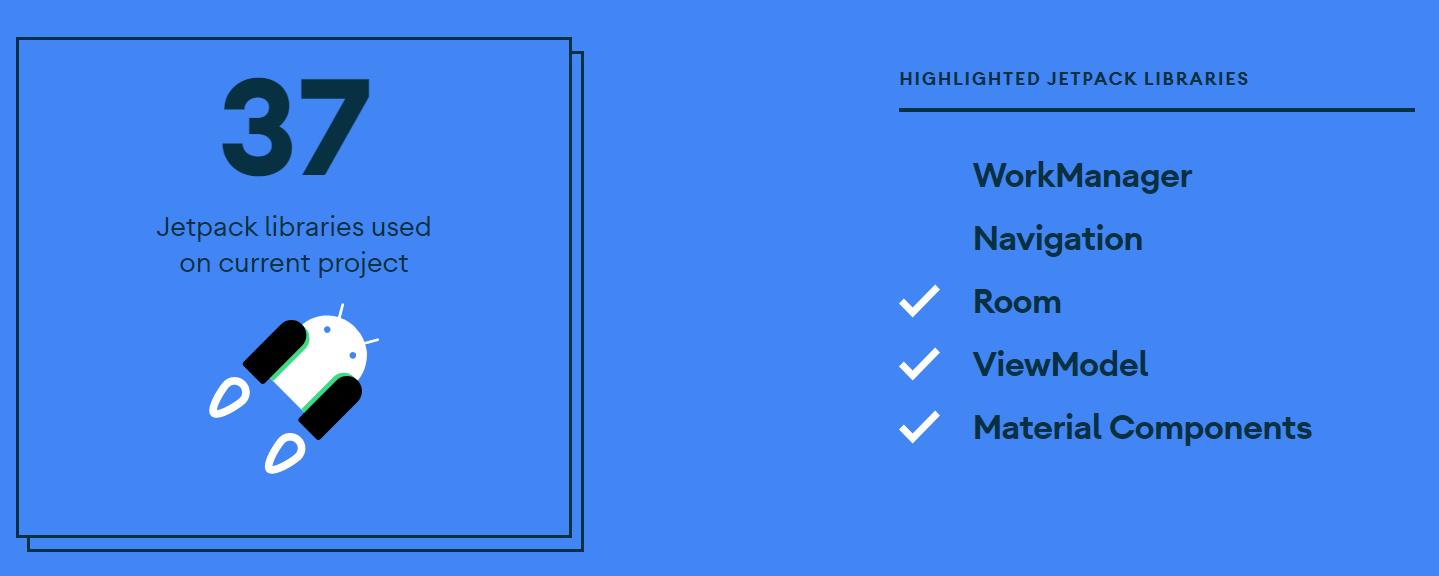 37
Jetpack libraries used
on current project
HIGHLIGHTED JETPACK LIBRARIES
WorkManager
Navigation
Room
ViewModel
Material Components